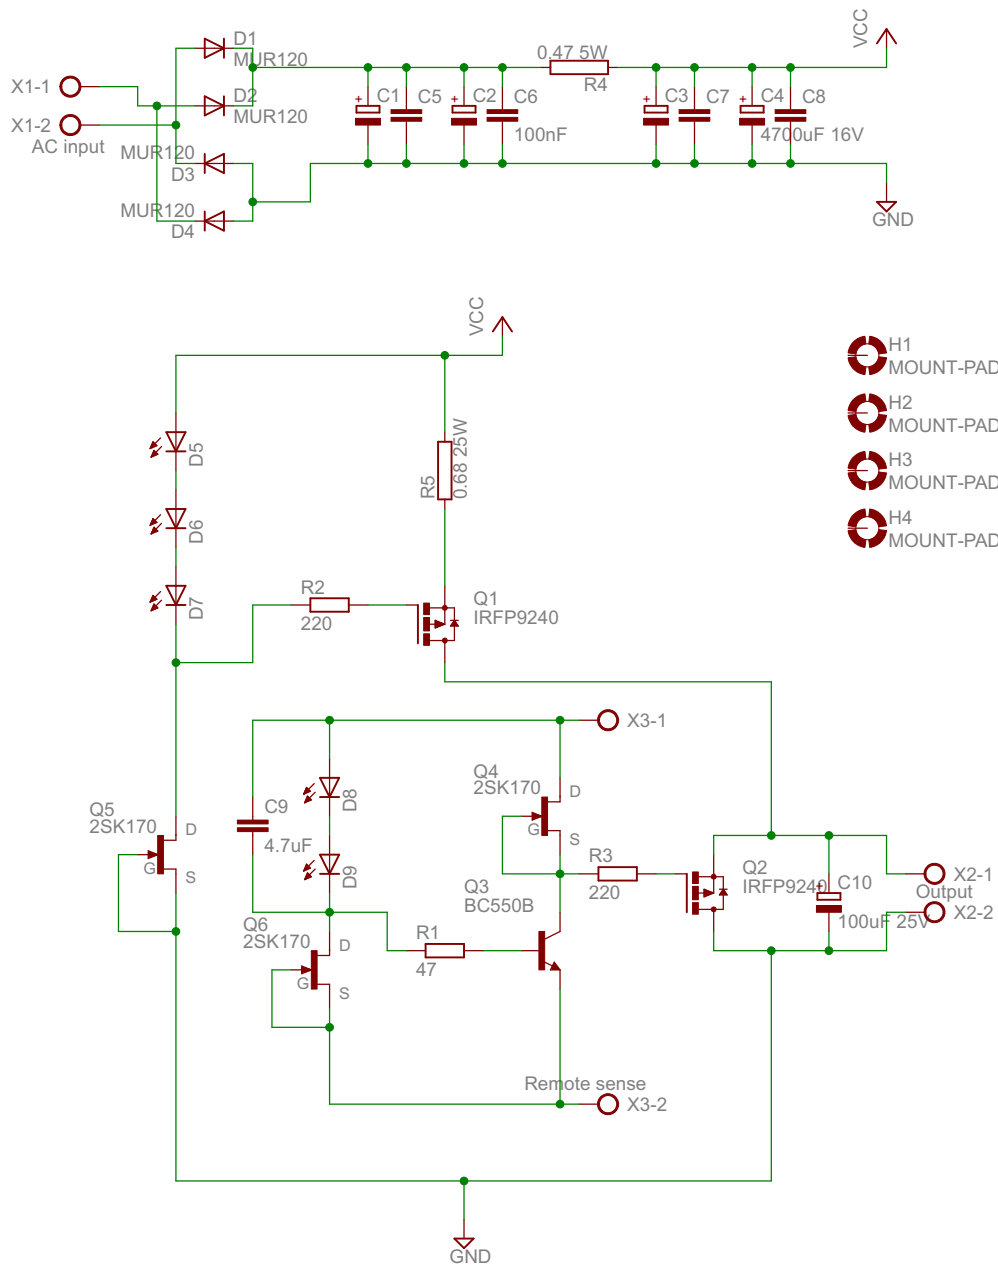 VCC
D1
MUR120
0.47 5W
R4
X1-1
D2
MUR120
C1
C5
C2
C6
C3
C7
C4
C8
X1-2
AC input
100nF
4700uF 16V
MUR120
D3
MUR120
D4
GND
VCC
H1
MOUNT-PAD
H2
MOUNT-PAD
H3
MOUNT-PAD
H4
MOUNT-PAD
D5
R5
0.68 25W
D6
D7
R2
220
Q1
IRFP9240
X3-1
Q4
2SK170
D
G
S
Q5
2SK170
D
G
S
C9
4.7uF
D8
D9
R3
220
Q2
IRFP9240
C10
100uF 25V
X2-1
Output
X2-2
Q3
BC550B
Q6
2SK170
D
G
S
R1
47
Remote sense
X3-2
GND